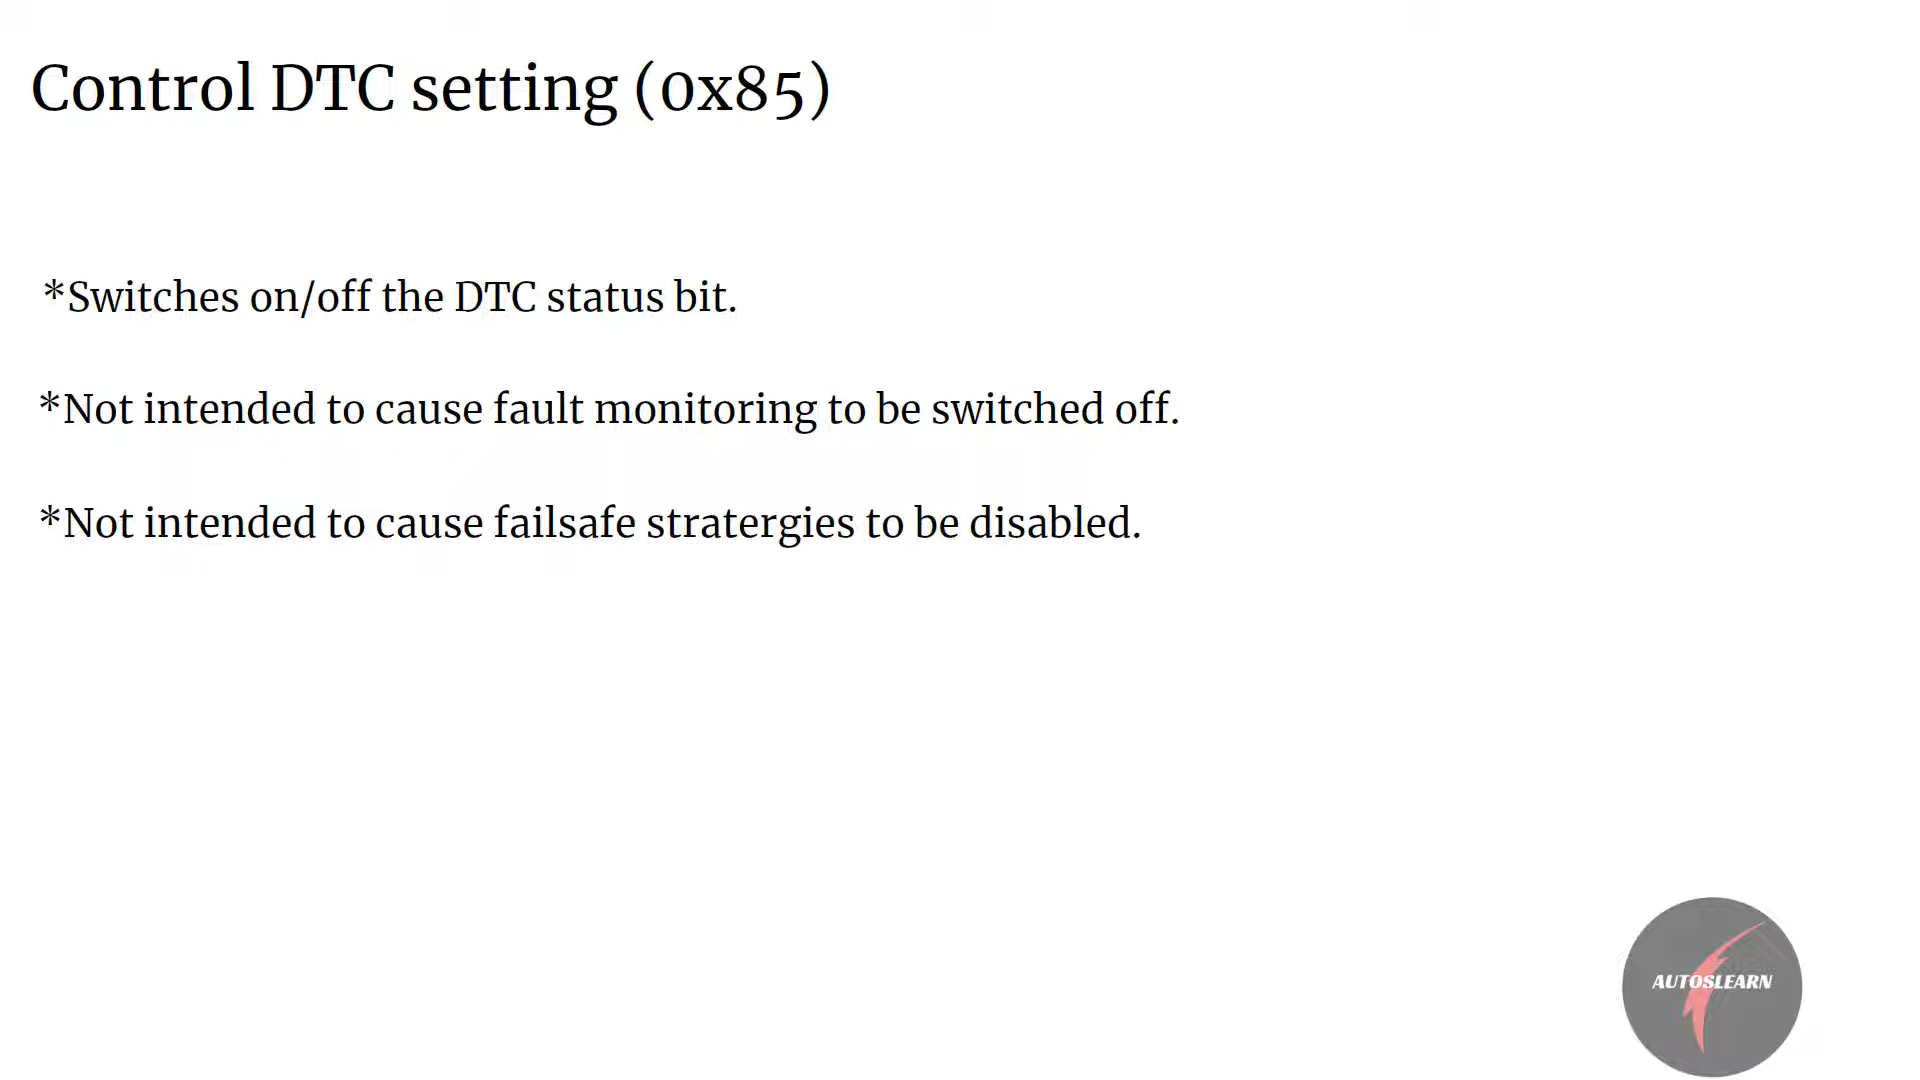 Control DTC setting (0x85)
*Switches on/off the DTC status bit.
*Not intended to cause fault monitoring to be switched off.
*Not intended to cause failsafe stratergies to be disabled.
AUTOSLEARN